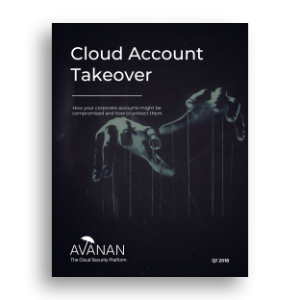 Cloud Account
Takeover
How your corporate accounts might be
compromised and how to protect them
AVANAN
The Cloud Security Platform
Q1 2018